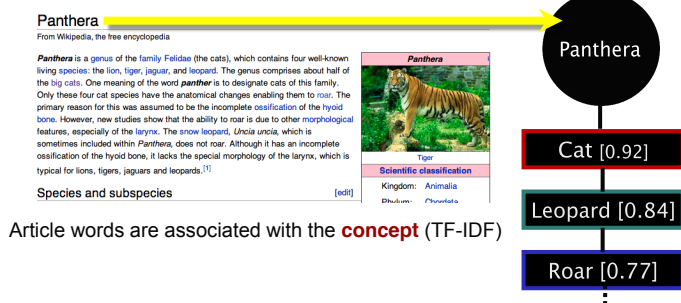 Panthera
From Wikipedia, the free encyclopedia
Panthera is a genus of the family Felidae (the cats), which contains four well-known
living species: the lion, tiger, jaguar, and leopard. The genus comprises about half of
the big cats. One meaning of the word panther is to designate cats of this family.
Only these four cat species have the anatomical changes enabling them to roar. The
primary reason for this was assumed to be the incomplete ossification of the hyoid
bone. However, new studies show that the ability to roar is due to other morphological
features, especially of the larynx. The snow leopard, Uncia uncia, which is
sometimes included within Panthera, does not roar. Although it has an incomplete
ossification of the hyoid bone, it lacks the special morphology of the larynx, which is
typical for lions, tigers, jaguars and leopards.[1]
Species and subspecies [edit]
Panthera
Tiger
Scientific classification
Kingdom: Animalia
Phylum: Chordata
Article words are associated with the concept (TF-IDF)
Panthera
Cat [0.92]
Leopard [0.84]
Roar [0.77]